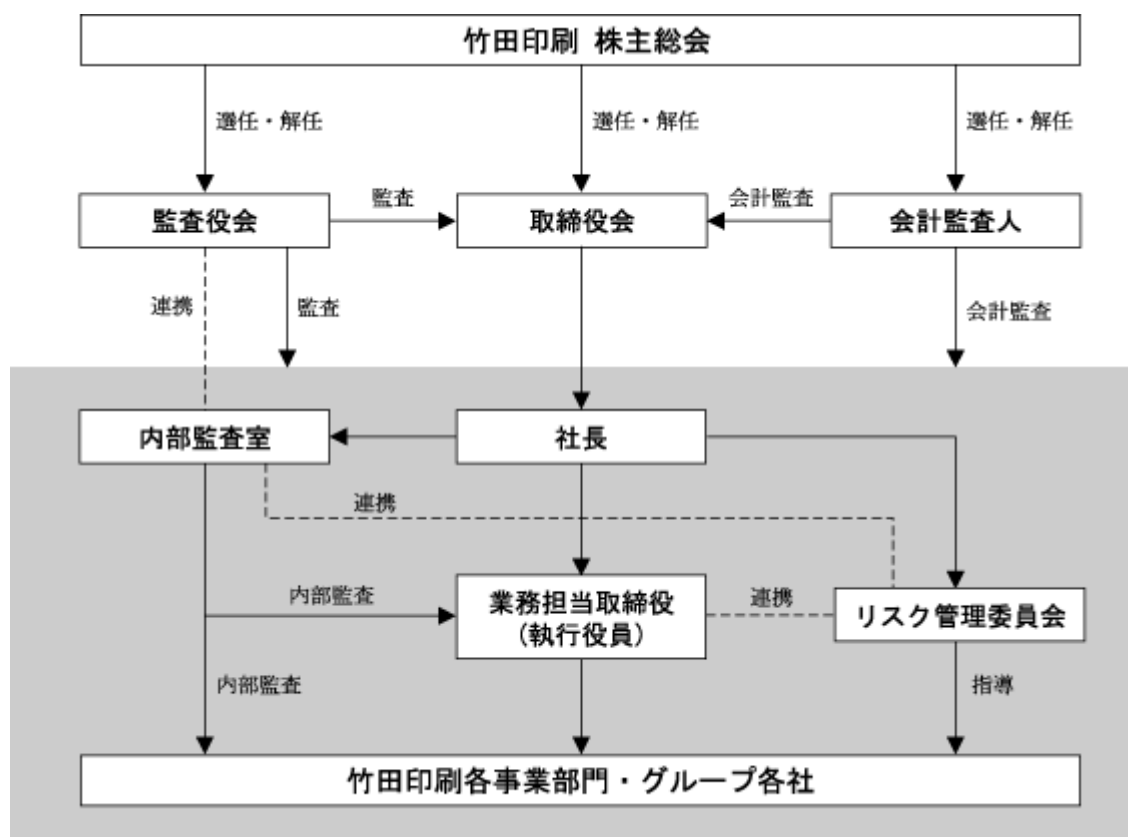 竹田印刷 株主総会
選任・解任
選任・解任
選任・解任
監査役会
監査
取締役会
会計監査
会計監査人
連携
監査
会計監査
内部監査室
社長
連携
内部監査
業務担当取締役
(執行役員)
連携
リスク管理委員会
内部監査
指導
竹田印刷各事業部門・グループ各社